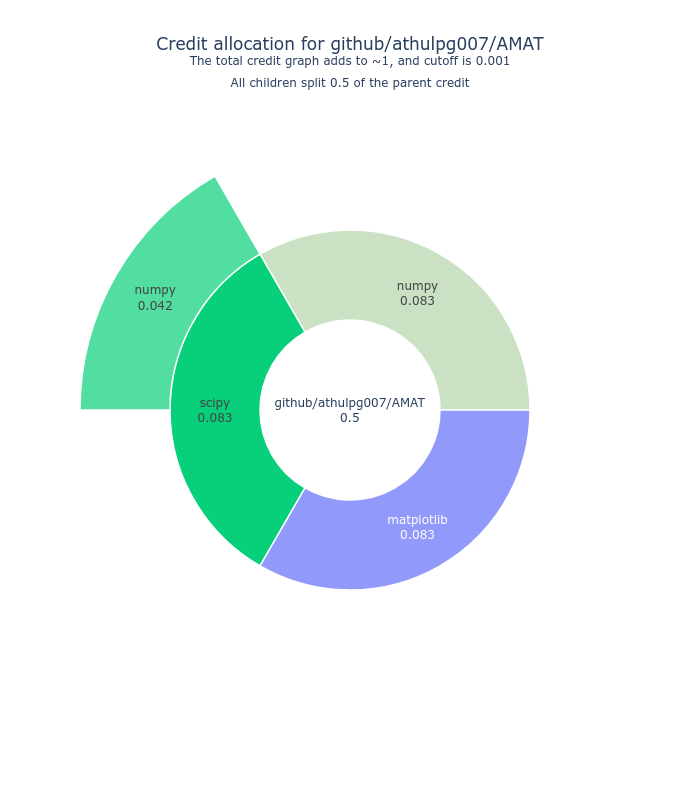 Credit allocation for github/athulpg007/AMAT
The total credit graph adds to ~1, and cutoff is 0.001
All children split 0.5 of the parent credit
numpy
0.042
numpy
0.083
scipy
0.083
github/athulpg007/AMAT
0.5
matplotlib
0.083